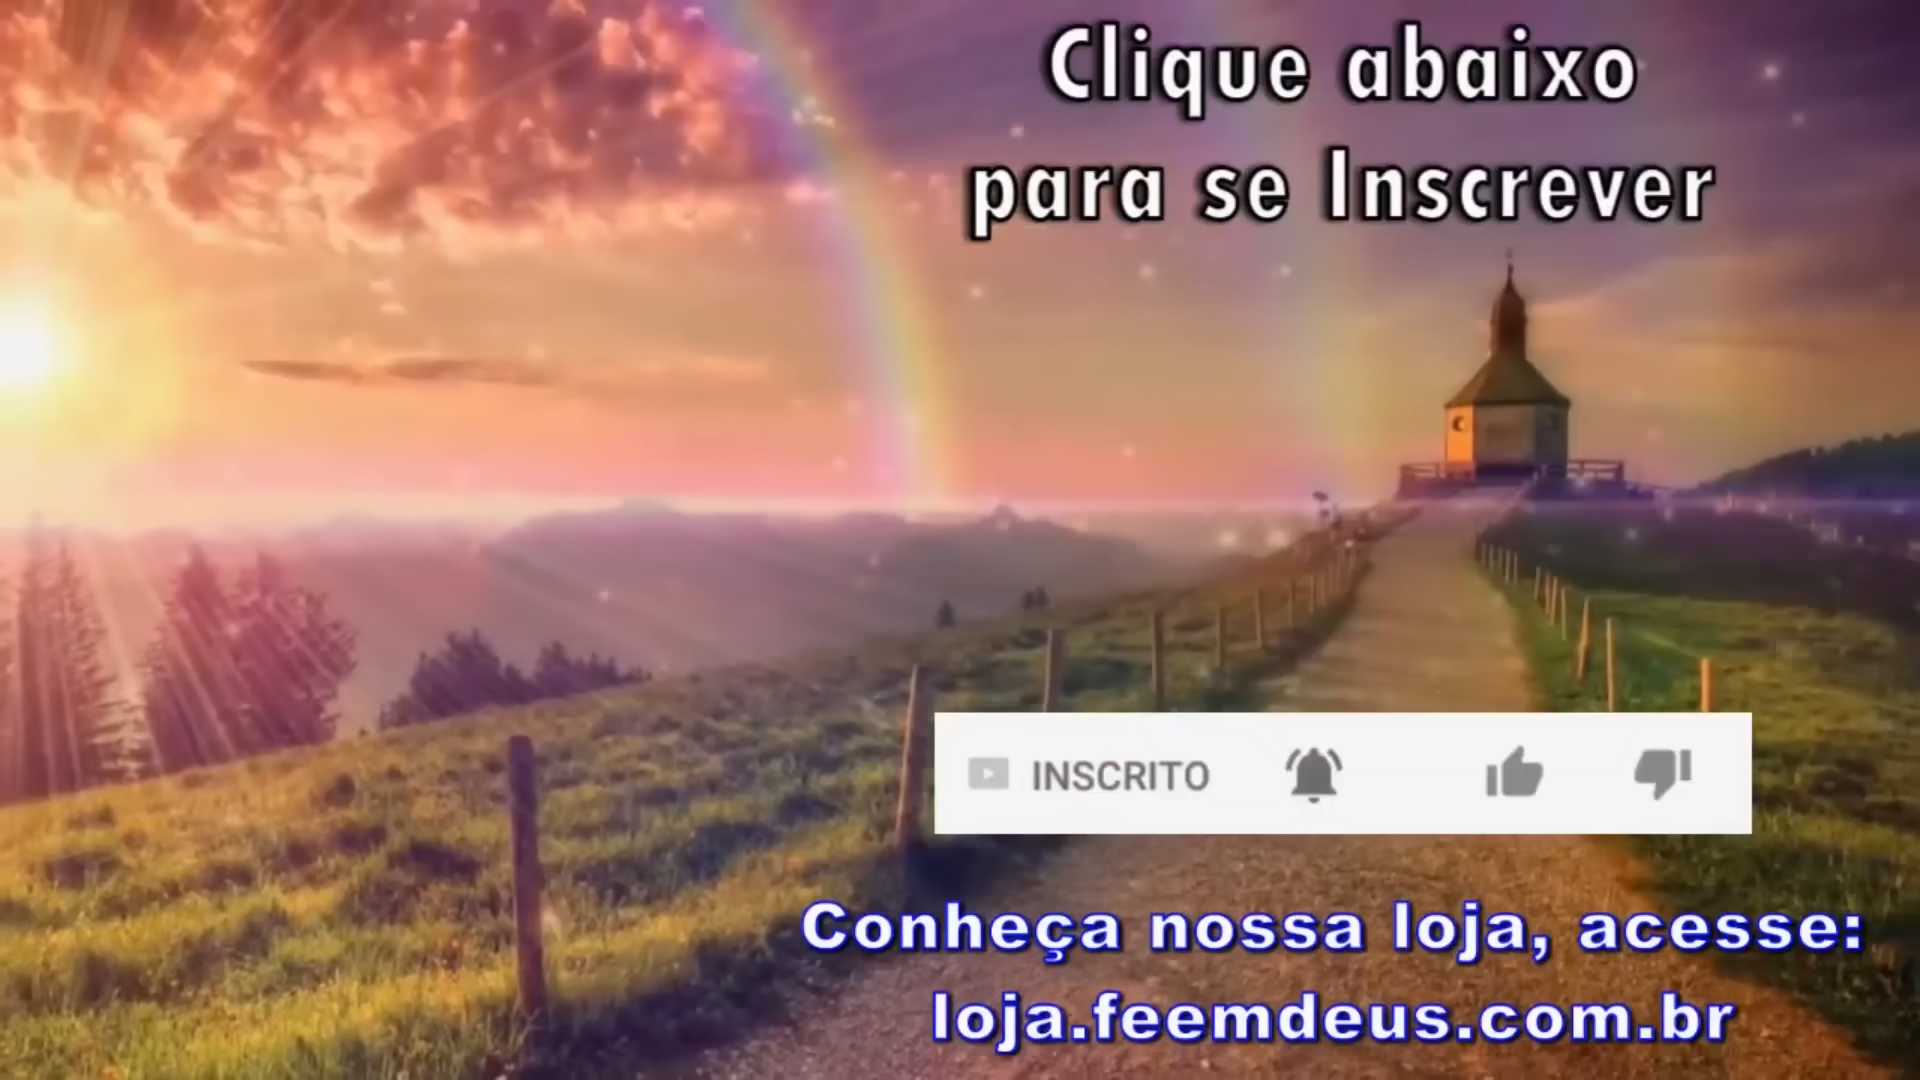 Clique abaixo
para se Inscrever
INSCRITO
Conheça nossa loja, acesse:
loja.feemdeus.com.br